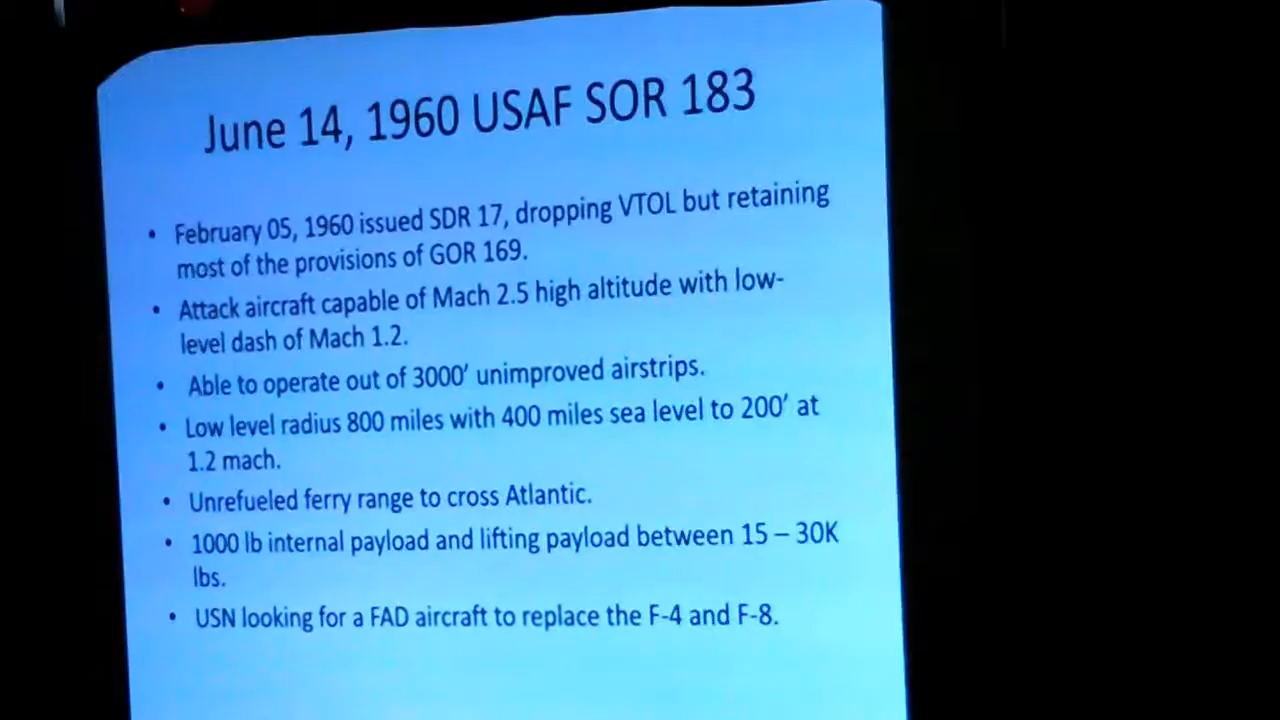 June 14, 1960 USAF SOR 183
• February 05, 1960 issued SDR 17, dropping VTOL but retaining
most of the provisions of GOR 169.
• Attack aircraft capable of Mach 2.5 high altitude with low-
level dash of Mach 1.2.
• Able to operate out of 3000' unimproved airstrips.
• Low level radius 800 miles with 400 miles sea level to 200' at
1.2 mach.
• Unrefueled ferry range to cross Atlantic.
• 1000 lb internal payload and lifting payload between 15 – 30K
lbs.
• USN looking for a FAD aircraft to replace the F-4 and F-8.